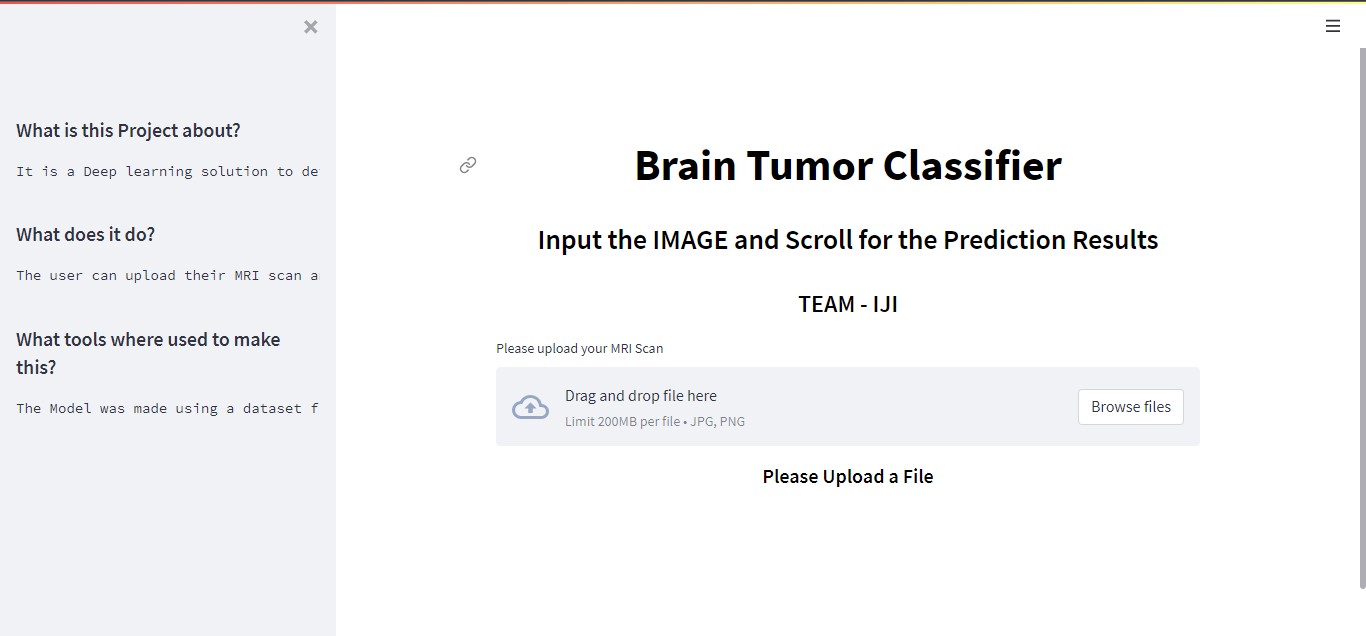 What is this Project about?
It is a Deep learning solution to de
What does it do?
The user can upload their MRI scan a
What tools where used to make
this?
The Model was made using a dataset f
Brain Tumor Classifier
Input the IMAGE and Scroll for the Prediction Results
TEAM - IJI
Please upload your MRI Scan
Drag and drop file here
Limit 200MB per file • JPG, PNG
Browse files
Please Upload a File